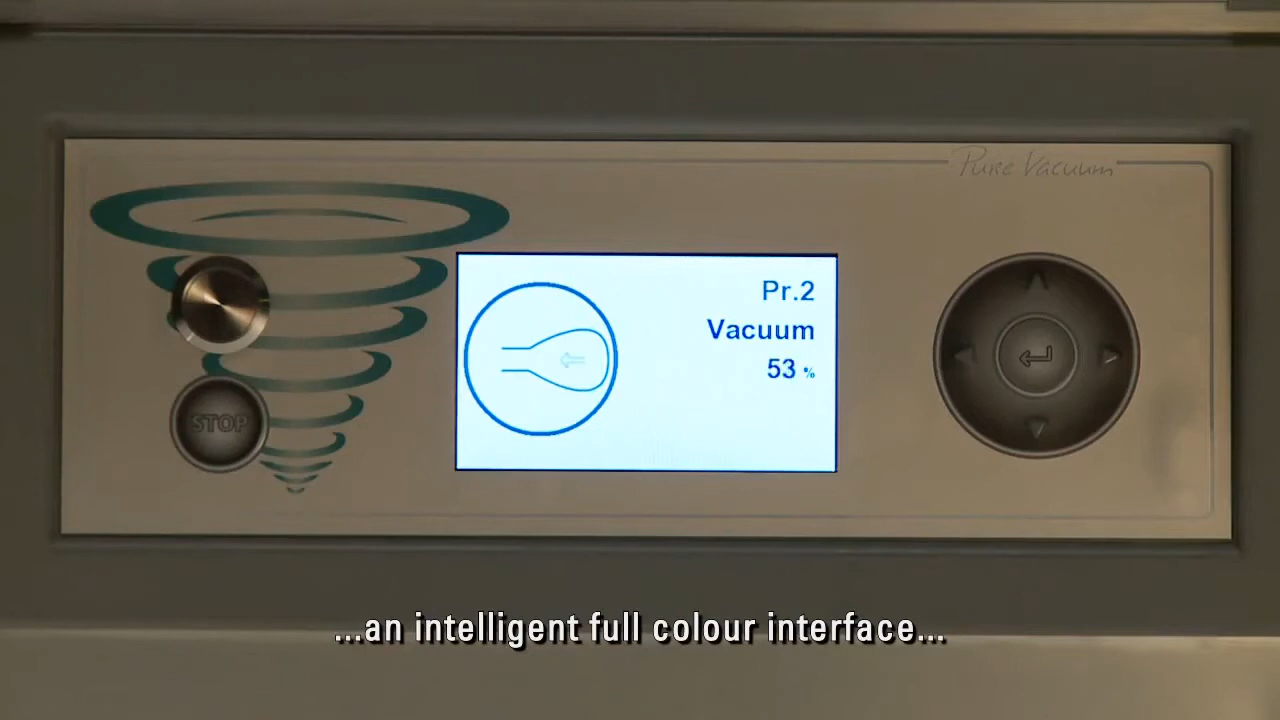 Pure Vacuum
Pr.2
Vacuum
53 %
STOP
...an intelligent full colour interface...